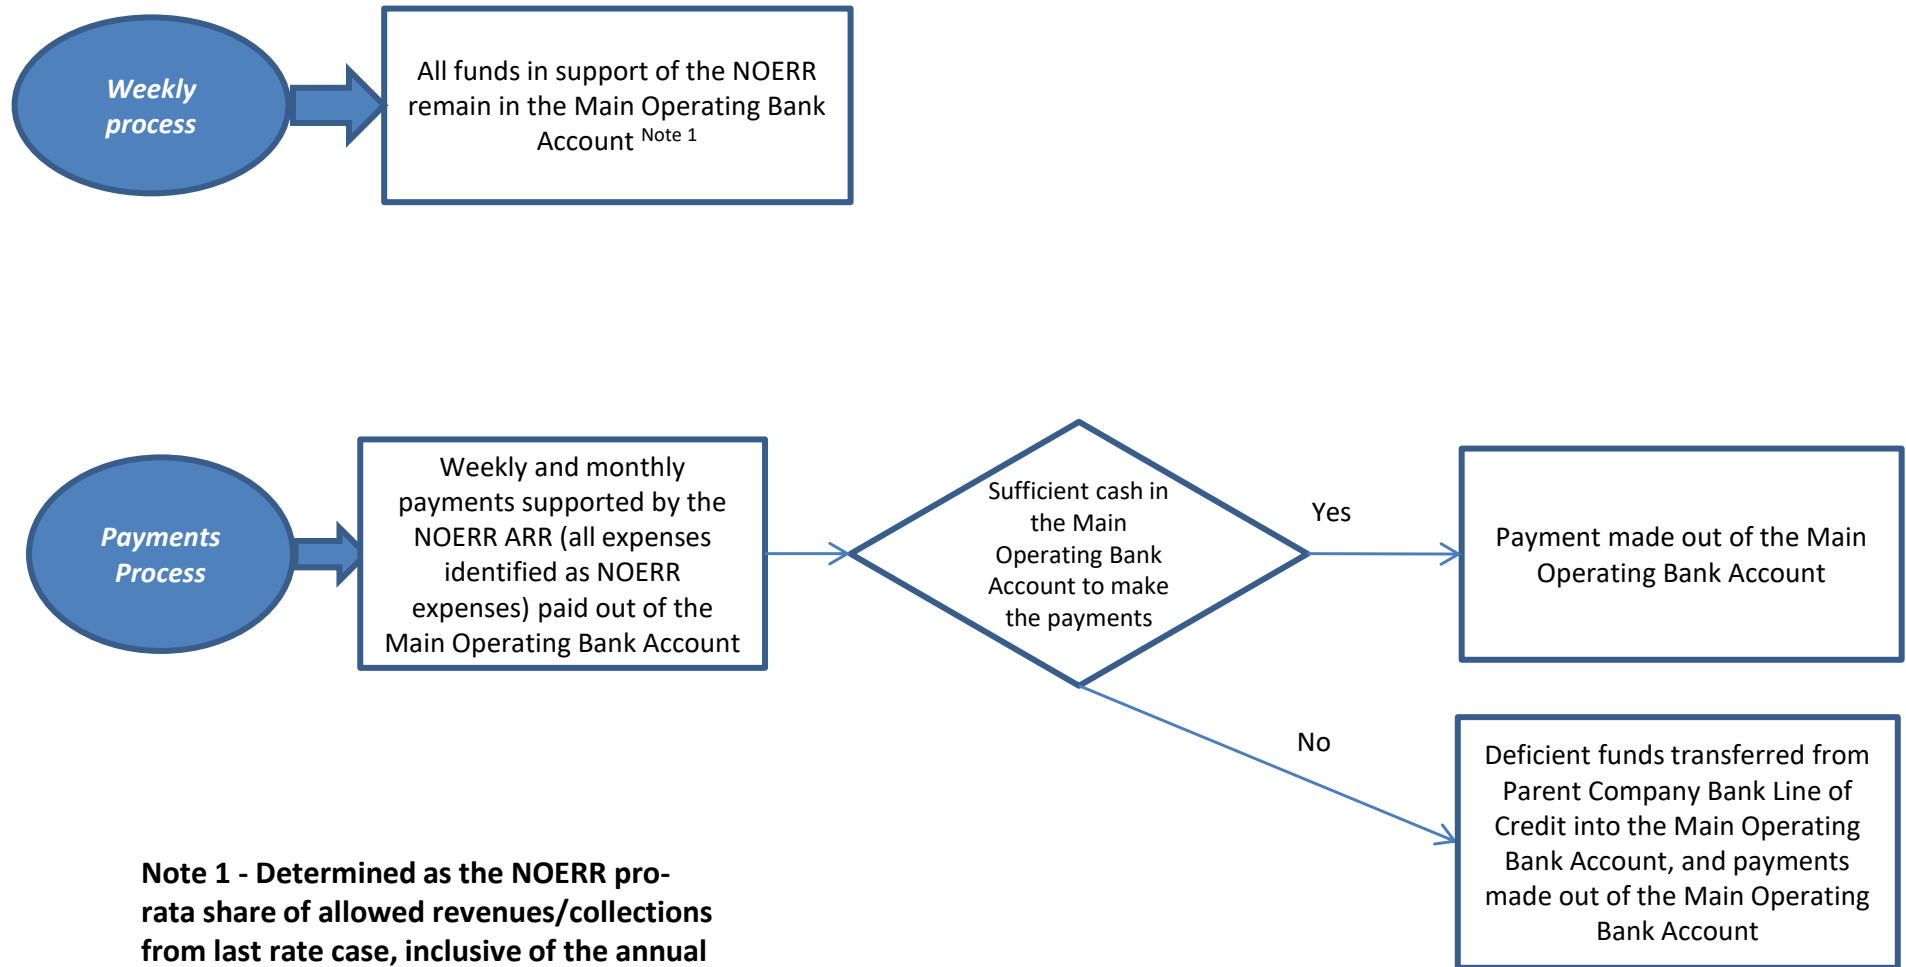 Weekly
process
All funds in support of the NOERR
remain in the Main Operating Bank
Account Note 1
Payments
Process
Weekly and monthly
payments supported by the
NOERR ARR (all expenses
identified as NOERR
expenses) paid out of the
Main Operating Bank Account
Sufficient cash in
the Main
Operating Bank
Account to make
the payments
Yes
Payment made out of the Main
Operating Bank Account
No
Deficient funds transferred from
Parent Company Bank Line of
Credit into the Main Operating
Bank Account, and payments
made out of the Main Operating
Bank Account
Note 1 - Determined as the NOERR pro-
rata share of allowed revenues/collections
from last rate case, inclusive of the annual